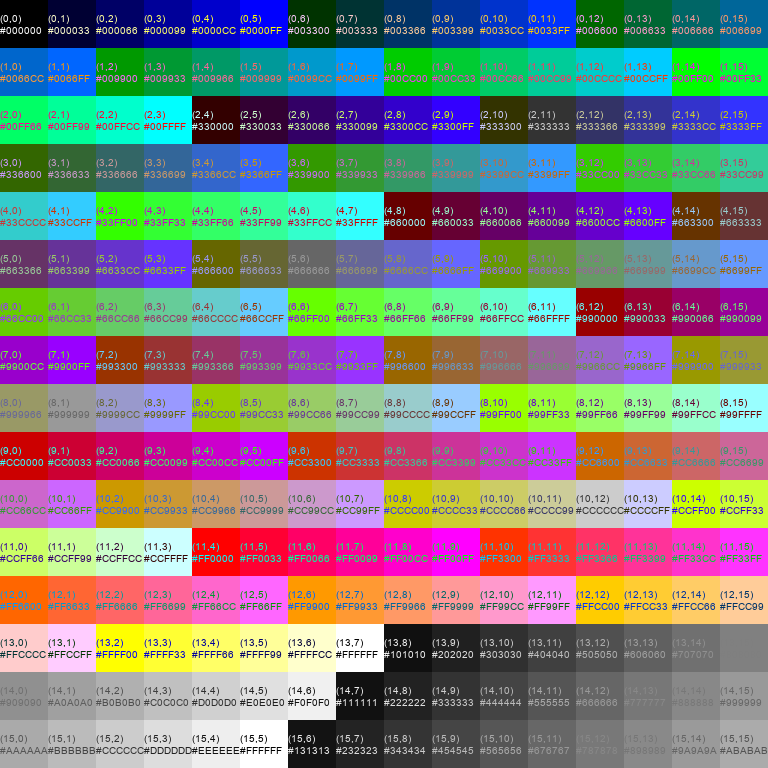 (0,0) (0,1) (0,2) (0,3) (0,4) (0,5) (0,6) (0,7) (0,8) (0,9) (0,10) (0,11) (0,12) (0,13) (0,14) (0,15)
#000000 #000033 #000066 #000099 #0000CC #0000FF #003300 #003333 #003366 #003399 #0033CC #0033FF #006600 #006633 #006666 #006699
(1,0) (1,1) (1,2) (1,3) (1,4) (1,5) (1,6) (1,7) (1,8) (1,9) (1,10) (1,11) (1,12) (1,13) (1,14) (1,15)
#0066CC #0066FF #009900 #009933 #009966 #009999 #0099CC #0099FF #00CC00 #00CC33 #00CC66 #00CC99 #00CCCC #00CCFF #00FF00 #00FF33
(2,0) (2,1) (2,2) (2,3) (2,4) (2,5) (2,6) (2,7) (2,8) (2,9) (2,10) (2,11) (2,12) (2,13) (2,14) (2,15)
#00FF66 #00FF99 #00FFCC #00FFFF #330000 #330033 #330066 #330099 #3300CC #3300FF #333300 #333333 #333366 #333399 #3333CC #3333FF
(3,0) (3,1) (3,2) (3,3) (3,4) (3,5) (3,6) (3,7) (3,8) (3,9) (3,10) (3,11) (3,12) (3,13) (3,14) (3,15)
#336600 #336633 #336666 #336699 #3366CC #3366FF #339900 #339933 #339966 #339999 #3399CC #3399FF #33CC00 #33CC33 #33CC66 #33CC99
(4,0) (4,1) (4,2) (4,3) (4,4) (4,5) (4,6) (4,7) (4,8) (4,9) (4,10) (4,11) (4,12) (4,13) (4,14) (4,15)
#33CCCC #33CCFF #33FF00 #33FF33 #33FF66 #33FF99 #33FFCC #33FFFF #660000 #660033 #660066 #660099 #6600CC #6600FF #663300 #663333
(5,0) (5,1) (5,2) (5,3) (5,4) (5,5) (5,6) (5,7) (5,8) (5,9) (5,10) (5,11) (5,12) (5,13) (5,14) (5,15)
#663366 #663399 #6633CC #6633FF #666600 #666633 #666666 #666699 #6666CC #6666FF #669900 #669933 #669966 #669999 #6699CC #6699FF
(6,0) (6,1) (6,2) (6,3) (6,4) (6,5) (6,6) (6,7) (6,8) (6,9) (6,10) (6,11) (6,12) (6,13) (6,14) (6,15)
#66CC00 #66CC33 #66CC66 #66CC99 #66CCCC #66CCFF #66FF00 #66FF33 #66FF66 #66FF99 #66FFCC #66FFFF #990000 #990033 #990066 #990099
(7,0) (7,1) (7,2) (7,3) (7,4) (7,5) (7,6) (7,7) (7,8) (7,9) (7,10) (7,11) (7,12) (7,13) (7,14) (7,15)
#9900CC #9900FF #993300 #993333 #993366 #993399 #9933CC #9933FF #996600 #996633 #996666 #996699 #9966CC #9966FF #999900 #999933
(8,0) (8,1) (8,2) (8,3) (8,4) (8,5) (8,6) (8,7) (8,8) (8,9) (8,10) (8,11) (8,12) (8,13) (8,14) (8,15)
#999966 #999999 #9999CC #9999FF #99CC00 #99CC33 #99CC66 #99CC99 #99CCCC #99CCFF #99FF00 #99FF33 #99FF66 #99FF99 #99FFCC #99FFFF
(9,0) (9,1) (9,2) (9,3) (9,4) (9,5) (9,6) (9,7) (9,8) (9,9) (9,10) (9,11) (9,12) (9,13) (9,14) (9,15)
#CC0000 #CC0033 #CC0066 #CC0099 #CC00CC #CC00FF #CC3300 #CC3333 #CC3366 #CC3399 #CC33CC #CC33FF #CC6600 #CC6633 #CC6666 #CC6699
(10,0) (10,1) (10,2) (10,3) (10,4) (10,5) (10,6) (10,7) (10,8) (10,9) (10,10) (10,11) (10,12) (10,13) (10,14) (10,15)
#CC66CC #CC66FF #CC9900 #CC9933 #CC9966 #CC9999 #CC99CC #CC99FF #CCCC00 #CCCC33 #CCCC66 #CCCC99 #CCCCCC #CCCCFF #CCFF00 #CCFF33
(11,0) (11,1) (11,2) (11,3) (11,4) (11,5) (11,6) (11,7) (11,8) (11,9) (11,10) (11,11) (11,12) (11,13) (11,14) (11,15)
#CCFF66 #CCFF99 #CCFFCC #CCFFFF #FF0000 #FF0033 #FF0066 #FF0099 #FF00CC #FF00FF #FF3300 #FF3333 #FF3366 #FF3399 #FF33CC #FF33FF
(12,0) (12,1) (12,2) (12,3) (12,4) (12,5) (12,6) (12,7) (12,8) (12,9) (12,10) (12,11) (12,12) (12,13) (12,14) (12,15)
#FF6600 #FF6633 #FF6666 #FF6699 #FF66CC #FF66FF #FF9900 #FF9933 #FF9966 #FF9999 #FF99CC #FF99FF #FFCC00 #FFCC33 #FFCC66 #FFCC99
(13,0) (13,1) (13,2) (13,3) (13,4) (13,5) (13,6) (13,7) (13,8) (13,9) (13,10) (13,11) (13,12) (13,13) (13,14)
#FFCCCC #FFCCFF #FFFF00 #FFFF33 #FFFF66 #FFFF99 #FFFFCC #FFFFFF #101010 #202020 #303030 #404040 #505050 #606060 #707070
(14,0) (14,1) (14,2) (14,3) (14,4) (14,5) (14,6) (14,7) (14,8) (14,9) (14,10) (14,11) (14,12) (14,13) (14,14) (14,15)
#909090 #A0A0A0 #B0B0B0 #C0C0C0 #D0D0D0 #E0E0E0 #F0F0F0 #111111 #222222 #333333 #444444 #555555 #666666 #777777 #888888 #999999
(15,0) (15,1) (15,2) (15,3) (15,4) (15,5) (15,6) (15,7) (15,8) (15,9) (15,10) (15,11) (15,12) (15,13) (15,14) (15,15)
#AAAAAA #BBBBBB #CCCCCC #DDDDDD #EEEEEE #FFFFFF #131313 #232323 #343434 #454545 #565656 #676767 #787878 #898989 #9A9A9A #ABABAB